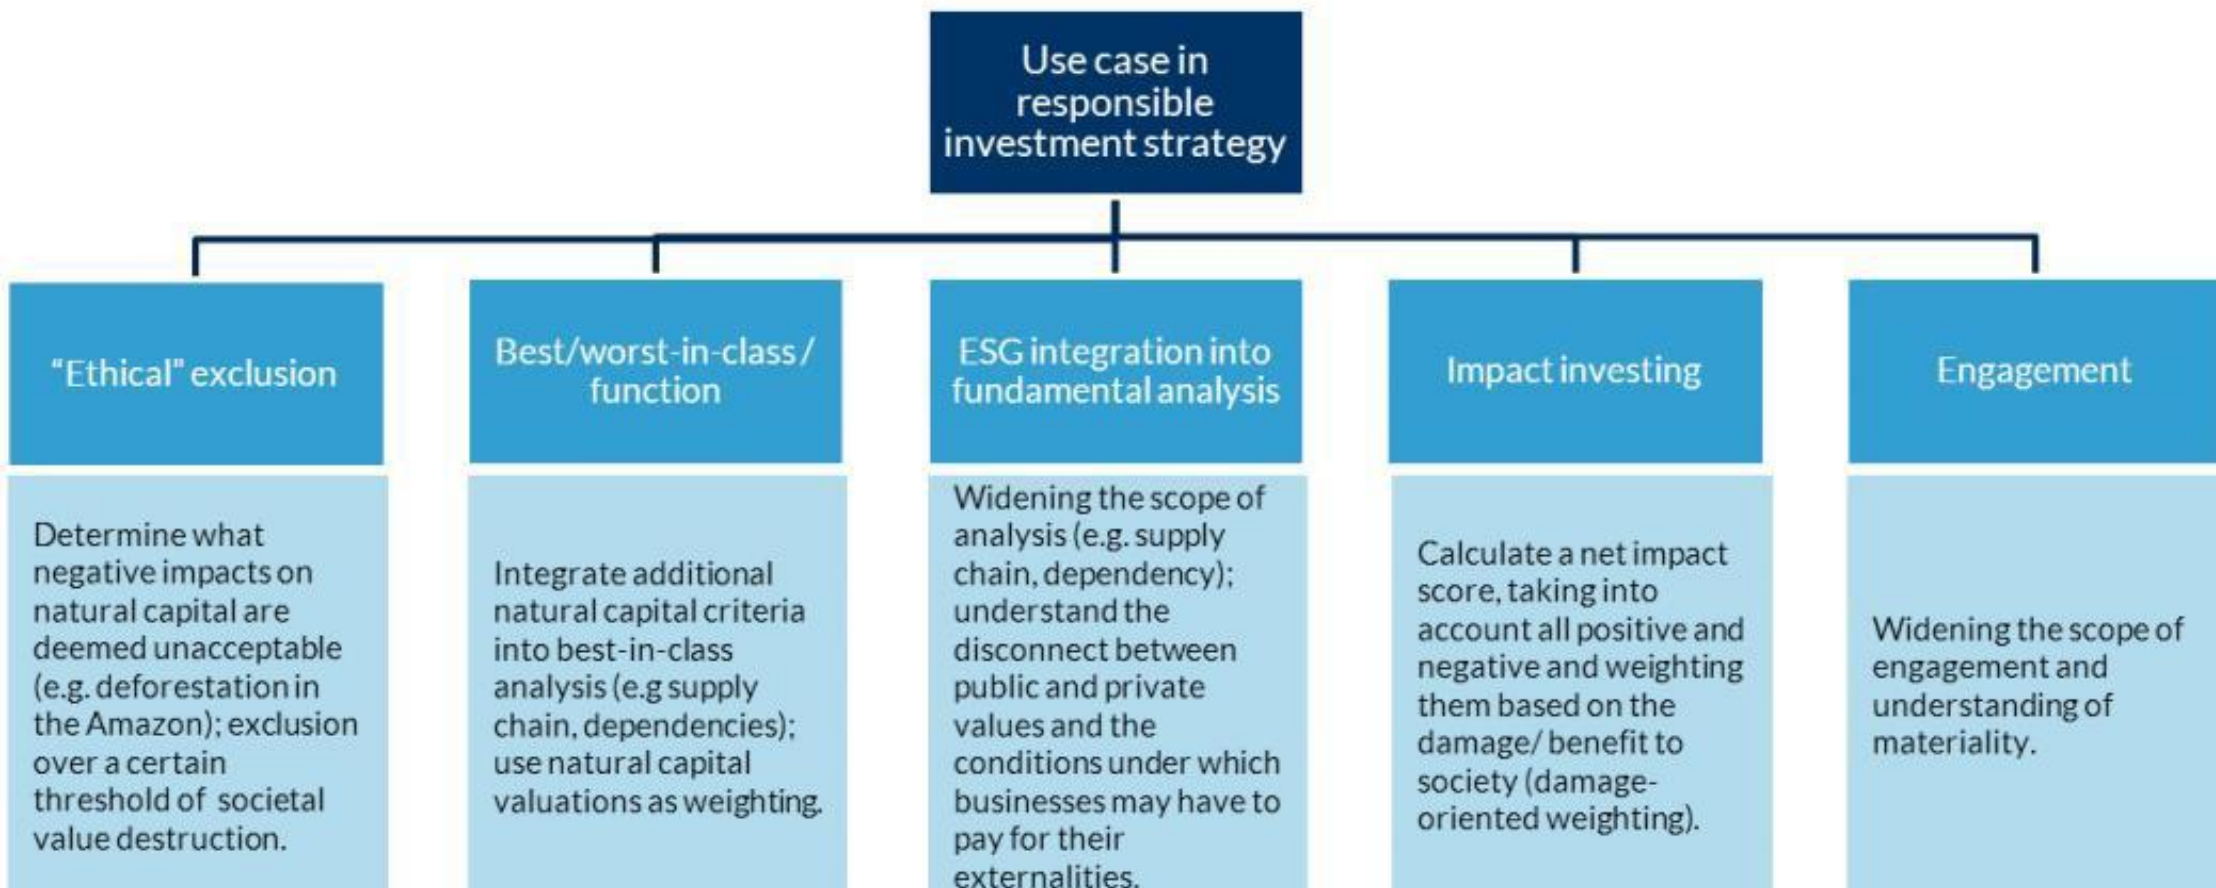 Use case in
responsible
investment strategy
“Ethical” exclusion
Determine what
negative impacts on
natural capital are
deemed unacceptable
(e.g. deforestation in
the Amazon); exclusion
over a certain
threshold of societal
value destruction.
Best/worst-in-class /
function
Integrate additional
natural capital criteria
into best-in-class
analysis (e.g supply
chain, dependencies);
use natural capital
valuations as weighting.
ESG integration into
fundamental analysis
Widening the scope of
analysis (e.g. supply
chain, dependency);
understand the
disconnect between
public and private
values and the
conditions under which
businesses may have to
pay for their
externalities.
Impact investing
Calculate a net impact
score, taking into
account all positive and
negative and weighting
them based on the
damage/ benefit to
society (damage-
oriented weighting).
Engagement
Widening the scope of
engagement and
understanding of
materiality.